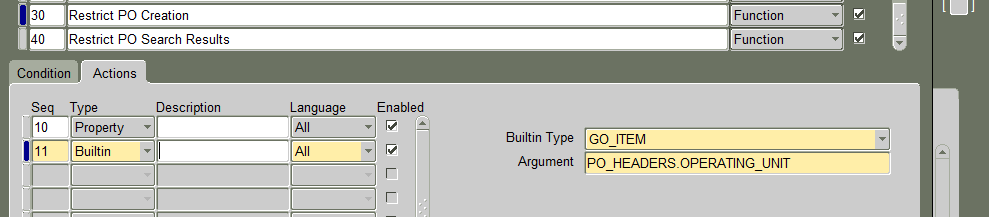 30 Restrict PO Creation Function
40 Restrict PO Search Results Function
Condition Actions
Seq Type Description Language Enabled
10 Property All
11 Builtin All
Builtin Type GO_ITEM
Argument PO_HEADERS.OPERATING_UNIT